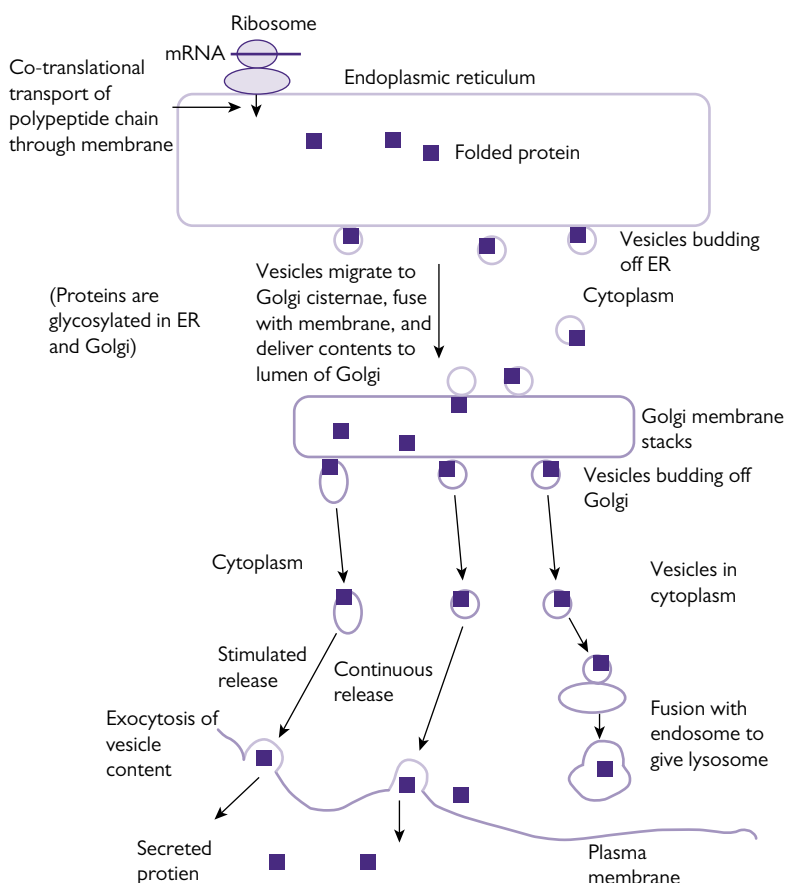 Ribosome
mRNA
Co-translational
transport of
polypeptide chain
through membrane
Endoplasmic reticulum
Folded protein
Vesicles budding
off ER
Vesicles migrate to
Golgi cisternae, fuse
with membrane, and
deliver contents to
lumen of Golgi
(Proteins are
glycosylated in ER
and Golgi)
Cytoplasm
Golgi membrane
stacks
Vesicles budding off
Golgi
Cytoplasm
Vesicles in
cytoplasm
Stimulated
release
Continuous
release
Exocytosis of
vesicle
content
Fusion with
endosome to
give lysosome
Secreted
protien
Plasma
membrane